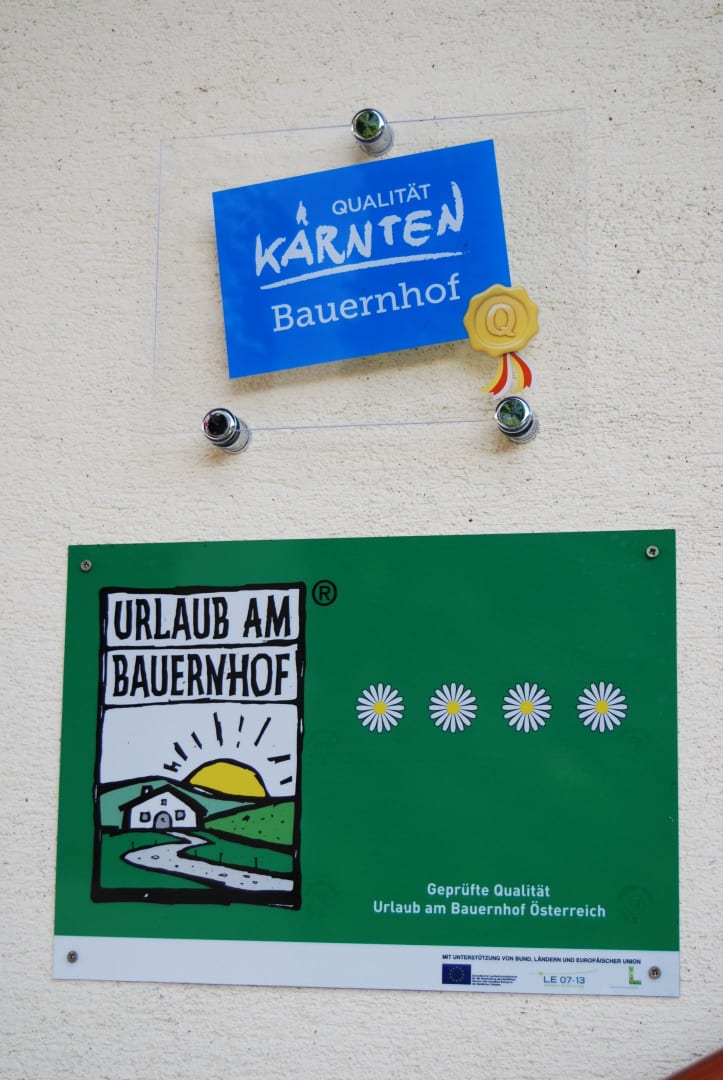 QUALITÄT
KÄRNTEN
Bauernhof
Q
URLAUB AM
BAUERNHOF
®
Geprüfte Qualität
Urlaub am Bauernhof Österreich
MIT UNTERSTÜTZUNG VON BUND, LÄNDERN UND EUROPÄISCHER UNION
LE 07-13